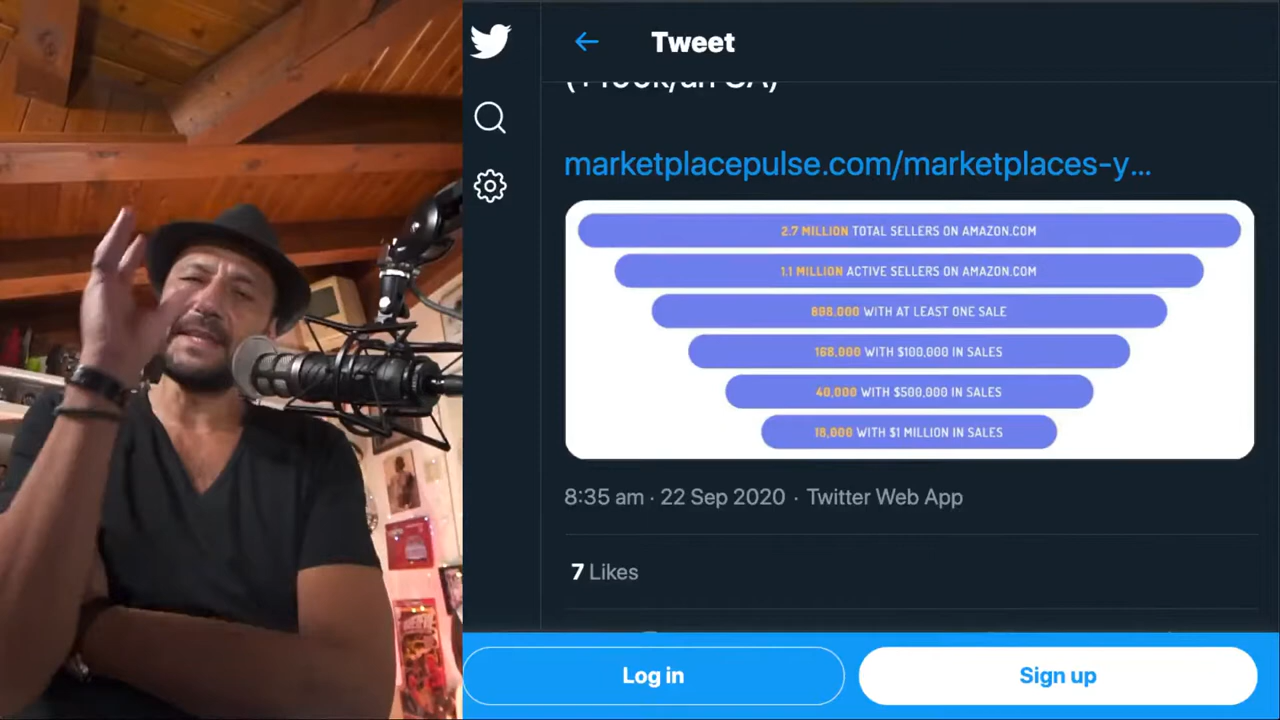 Tweet
marketplacepulse.com/marketplaces-y...
2.7 MILLION TOTAL SELLERS ON AMAZON.COM
1.1 MILLION ACTIVE SELLERS ON AMAZON.COM
808,000 WITH AT LEAST ONE SALE
168,000 WITH $100,000 IN SALES
40,000 WITH $500,000 IN SALES
18,000 WITH $1 MILLION IN SALES
8:35 am · 22 Sep 2020 · Twitter Web App
7 Likes
Log in
Sign up